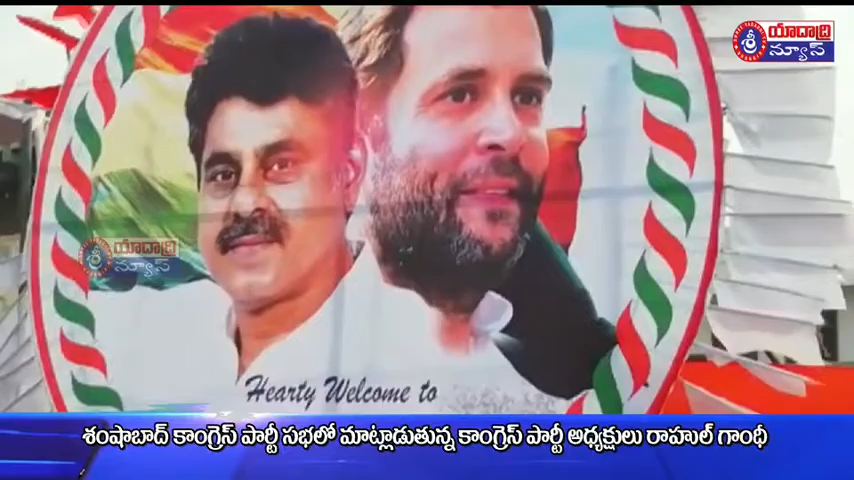 శ్రీ యాదాద్రి
న్యూస్
శ్రీ యాదాద్రి
న్యూస్
Hearty Welcome to
శంషాబాద్ కాంగ్రెస్ పార్టీ సభలో మాట్లాడుతున్న కాంగ్రెస్ పార్టీ అధ్యక్షులు రాహుల్ గాంధీ